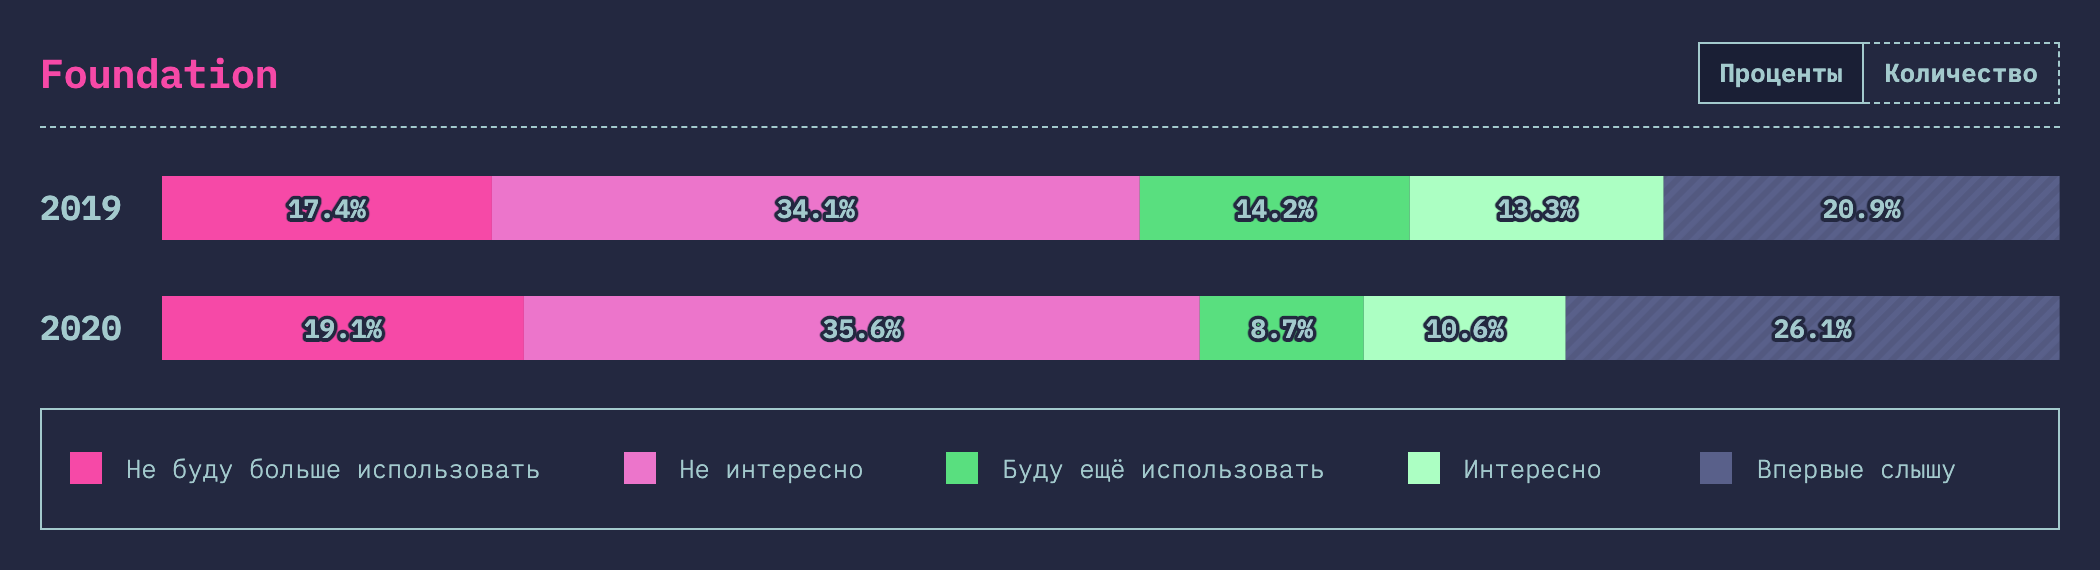 Foundation
Проценты Количество
2019 17.4% 34.1% 14.2% 13.3% 20.9%
2020 19.1% 35.6% 8.7% 10.6% 26.1%
Не буду больше использовать Не интересно Буду ещё использовать Интересно Впервые слышу